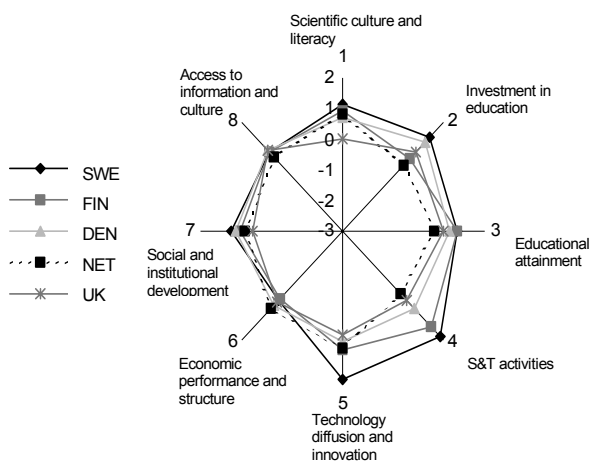 Scientific culture and
literacy
1
2
1
0
-1
-2
-3
Access to
information and
culture
8
Investment in
education
2
SWE
FIN
DEN
NET
UK
7
Social and
institutional
development
3
Educational
attainment
6
Economic
performance and
structure
4
S&T activities
5
Technology
diffusion and
innovation